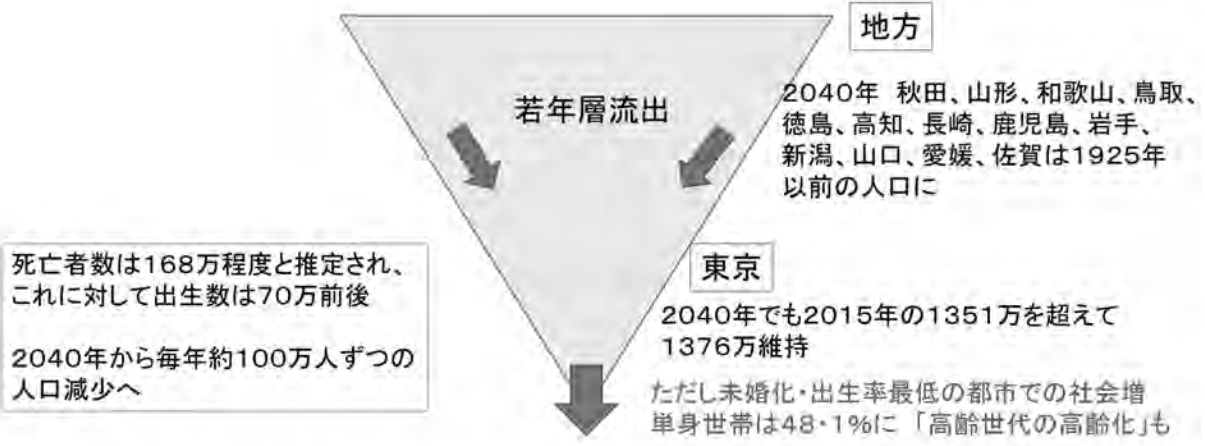 地方
若年層流出
2040年 秋田、山形、和歌山、鳥取、
徳島、高知、長崎、鹿児島、岩手、
新潟、山口、愛媛、佐賀は1925年
以前の人口に
死亡者数は168万程度と推定され、
これに対して出生数は70万前後
2040年から毎年約100万人ずつの
人口減少へ
東京
2040年でも2015年の1351万を超えて
1376万維持
ただし未婚化・出生率最低の都市での社会増
単身世帯は48・1%に 「高齢世代の高齢化」も